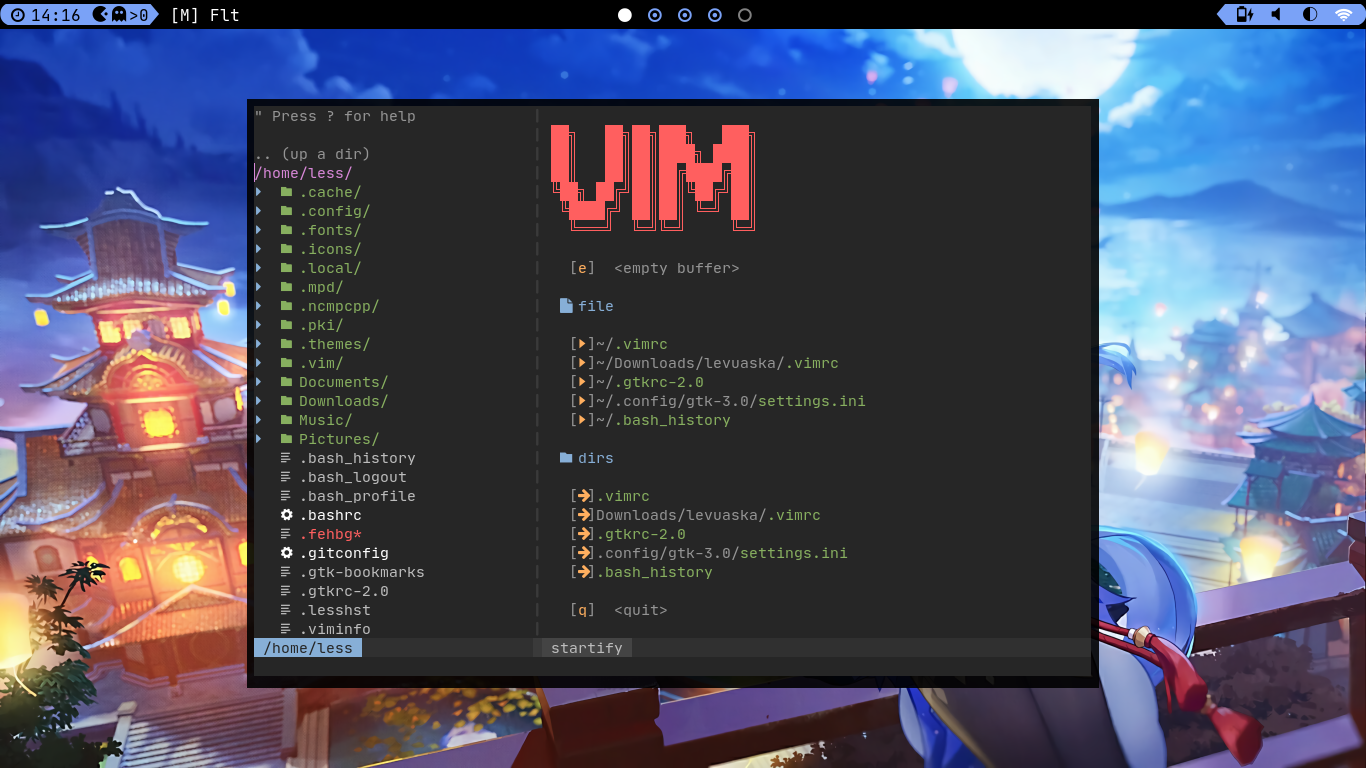 14:16 >0 [M] Flt
" Press ? for help
.. (up a dir)
/home/less/
.cache/
.config/
.fonts/
.icons/
.local/
.mpd/
.ncmpcpp/
.pki/
.themes/
.vim/
Documents/
Downloads/
Music/
Pictures/
.bash_history
.bash_logout
.bash_profile
.bashrc
.fehbg*
.gitconfig
.gtk-bookmarks
.gtkrc-2.0
.lesshst
.viminfo
/home/less
VIM
[e] <empty buffer>
file
[▸]~/.vimrc
[▸]~/Downloads/levuaska/.vimrc
[▸]~/.gtkrc-2.0
[▸]~/.config/gtk-3.0/settings.ini
[▸]~/.bash_history
dirs
[➜].vimrc
[➜]Downloads/levuaska/.vimrc
[➜].gtkrc-2.0
[➜].config/gtk-3.0/settings.ini
[➜].bash_history
[q] <quit>
startify